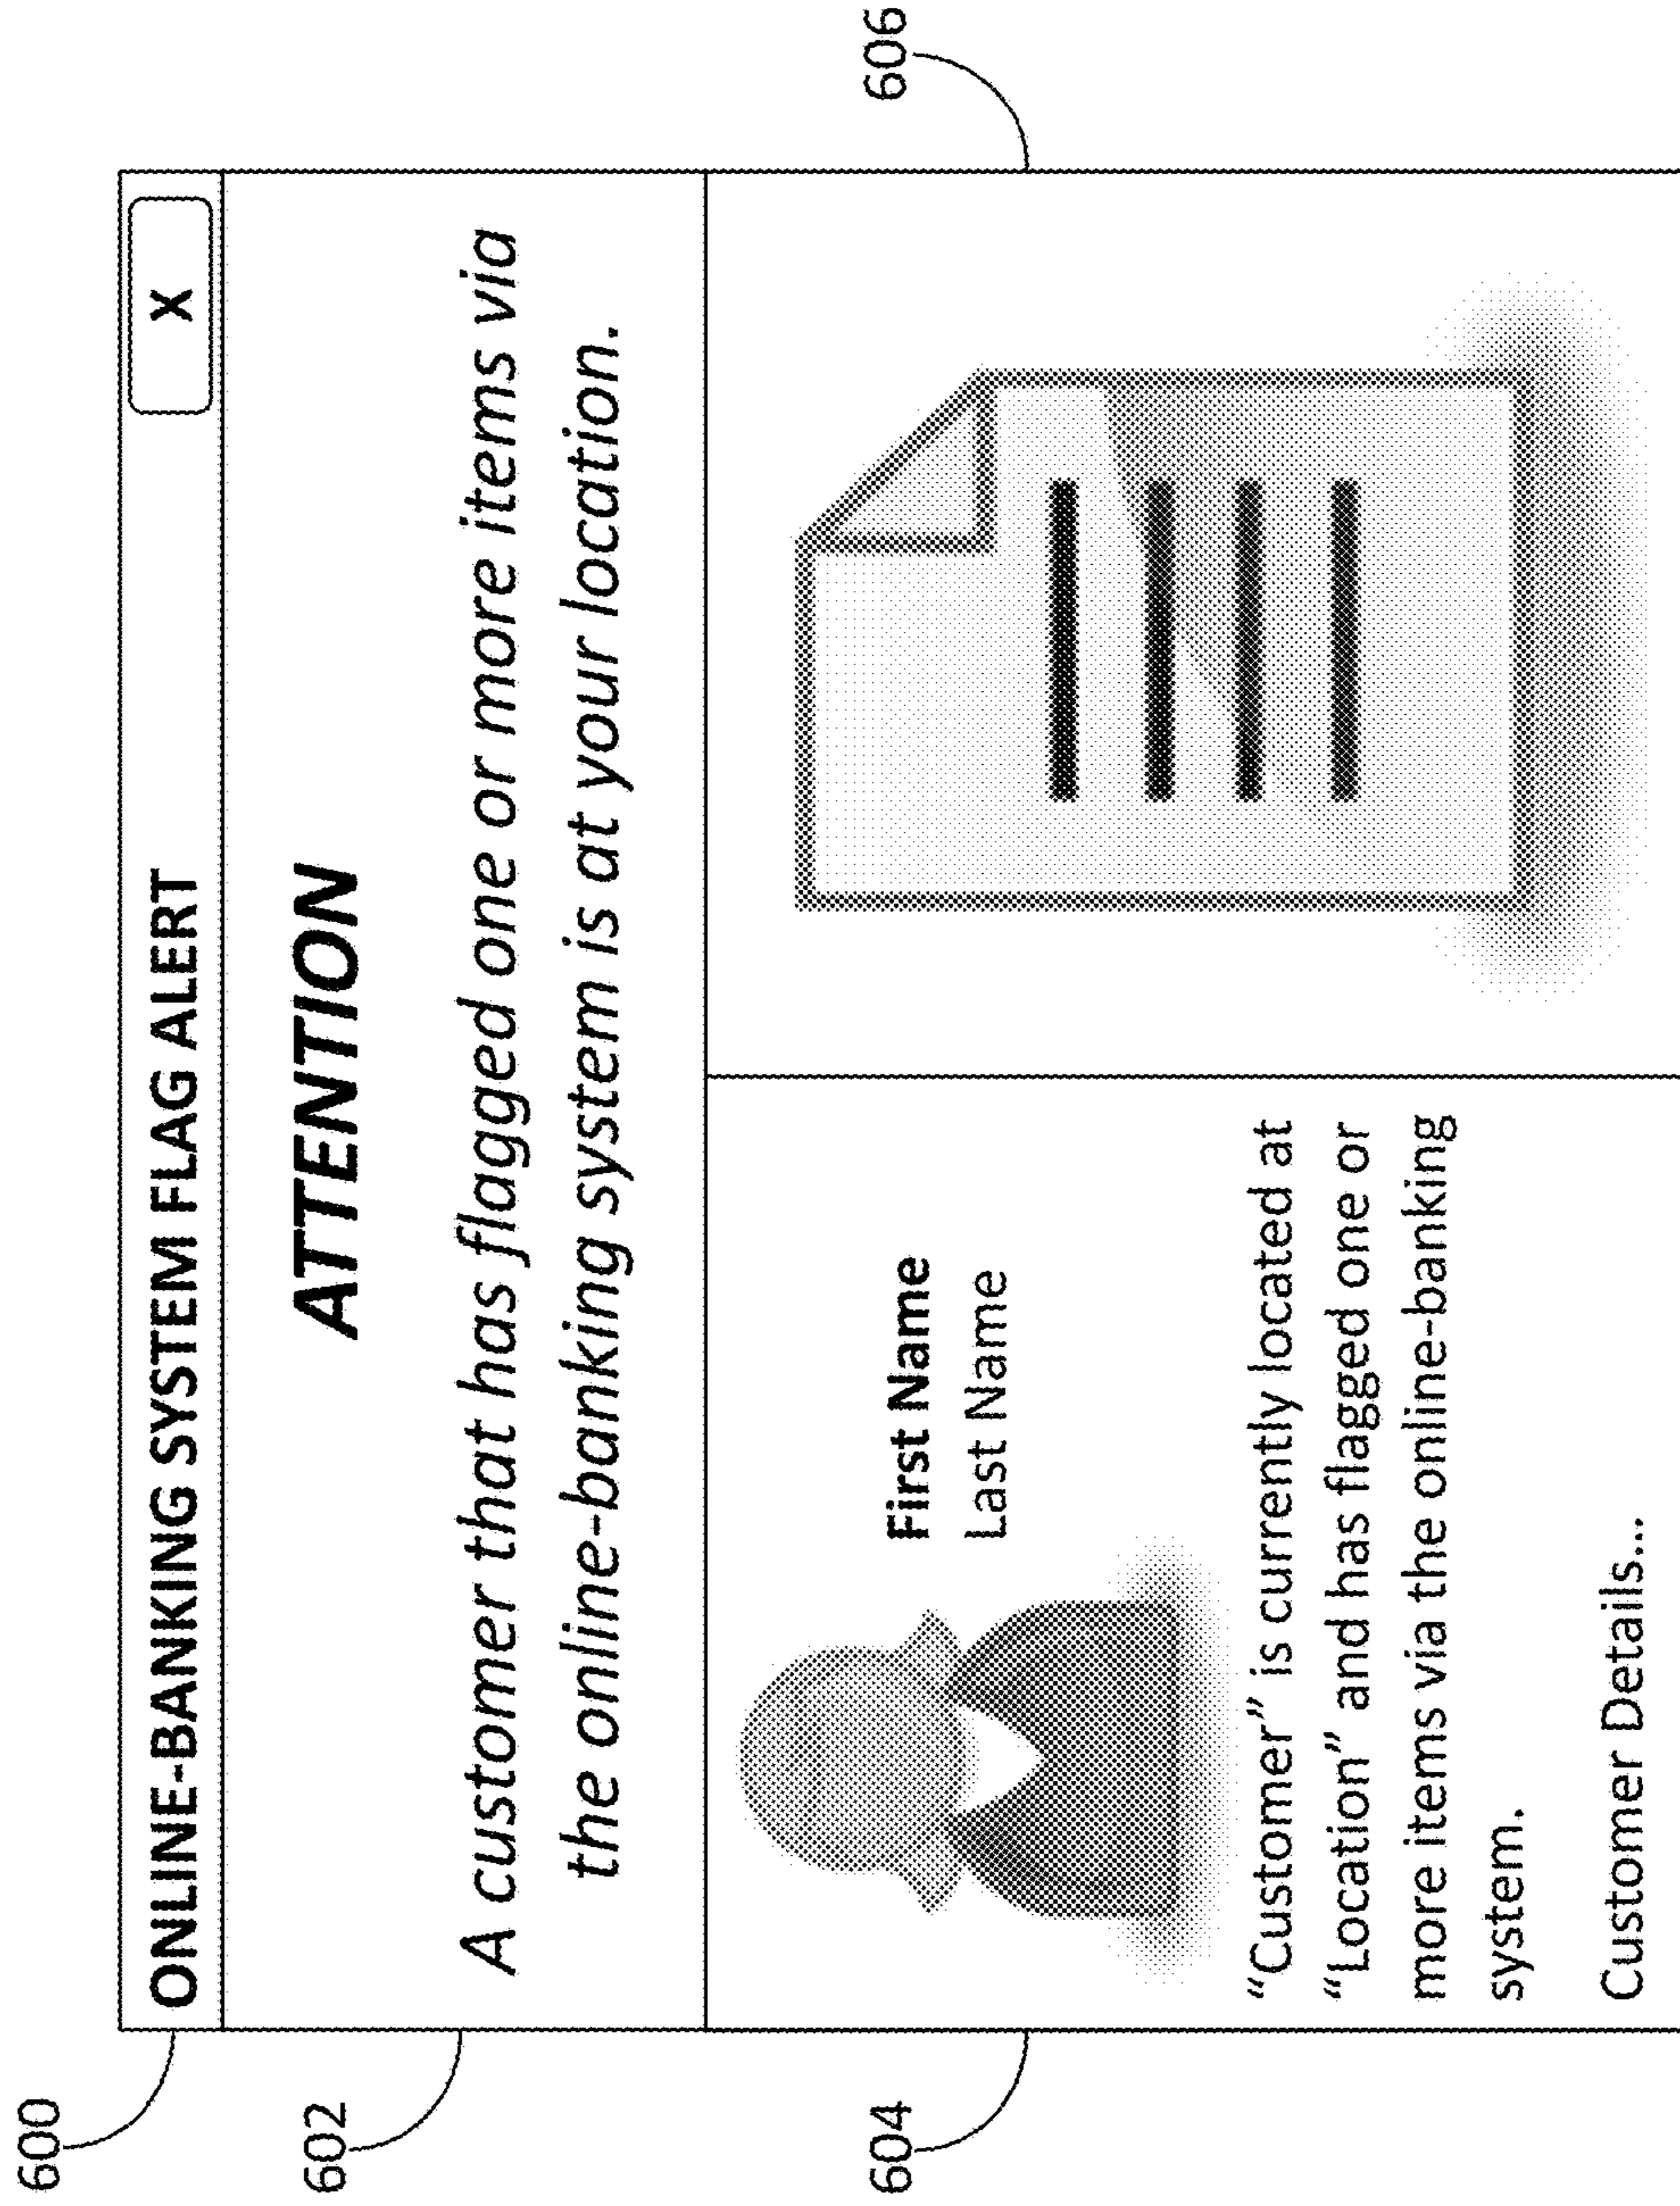 600
ONLINE-BANKING SYSTEM FLAG ALERT
X
602
ATTENTION
A customer that has flagged one or more items via
the online-banking system is at your location.
604
First Name
Last Name
“Customer” is currently located at
“Location” and has flagged one or
more items via the online-banking
system.
Customer Details...
606